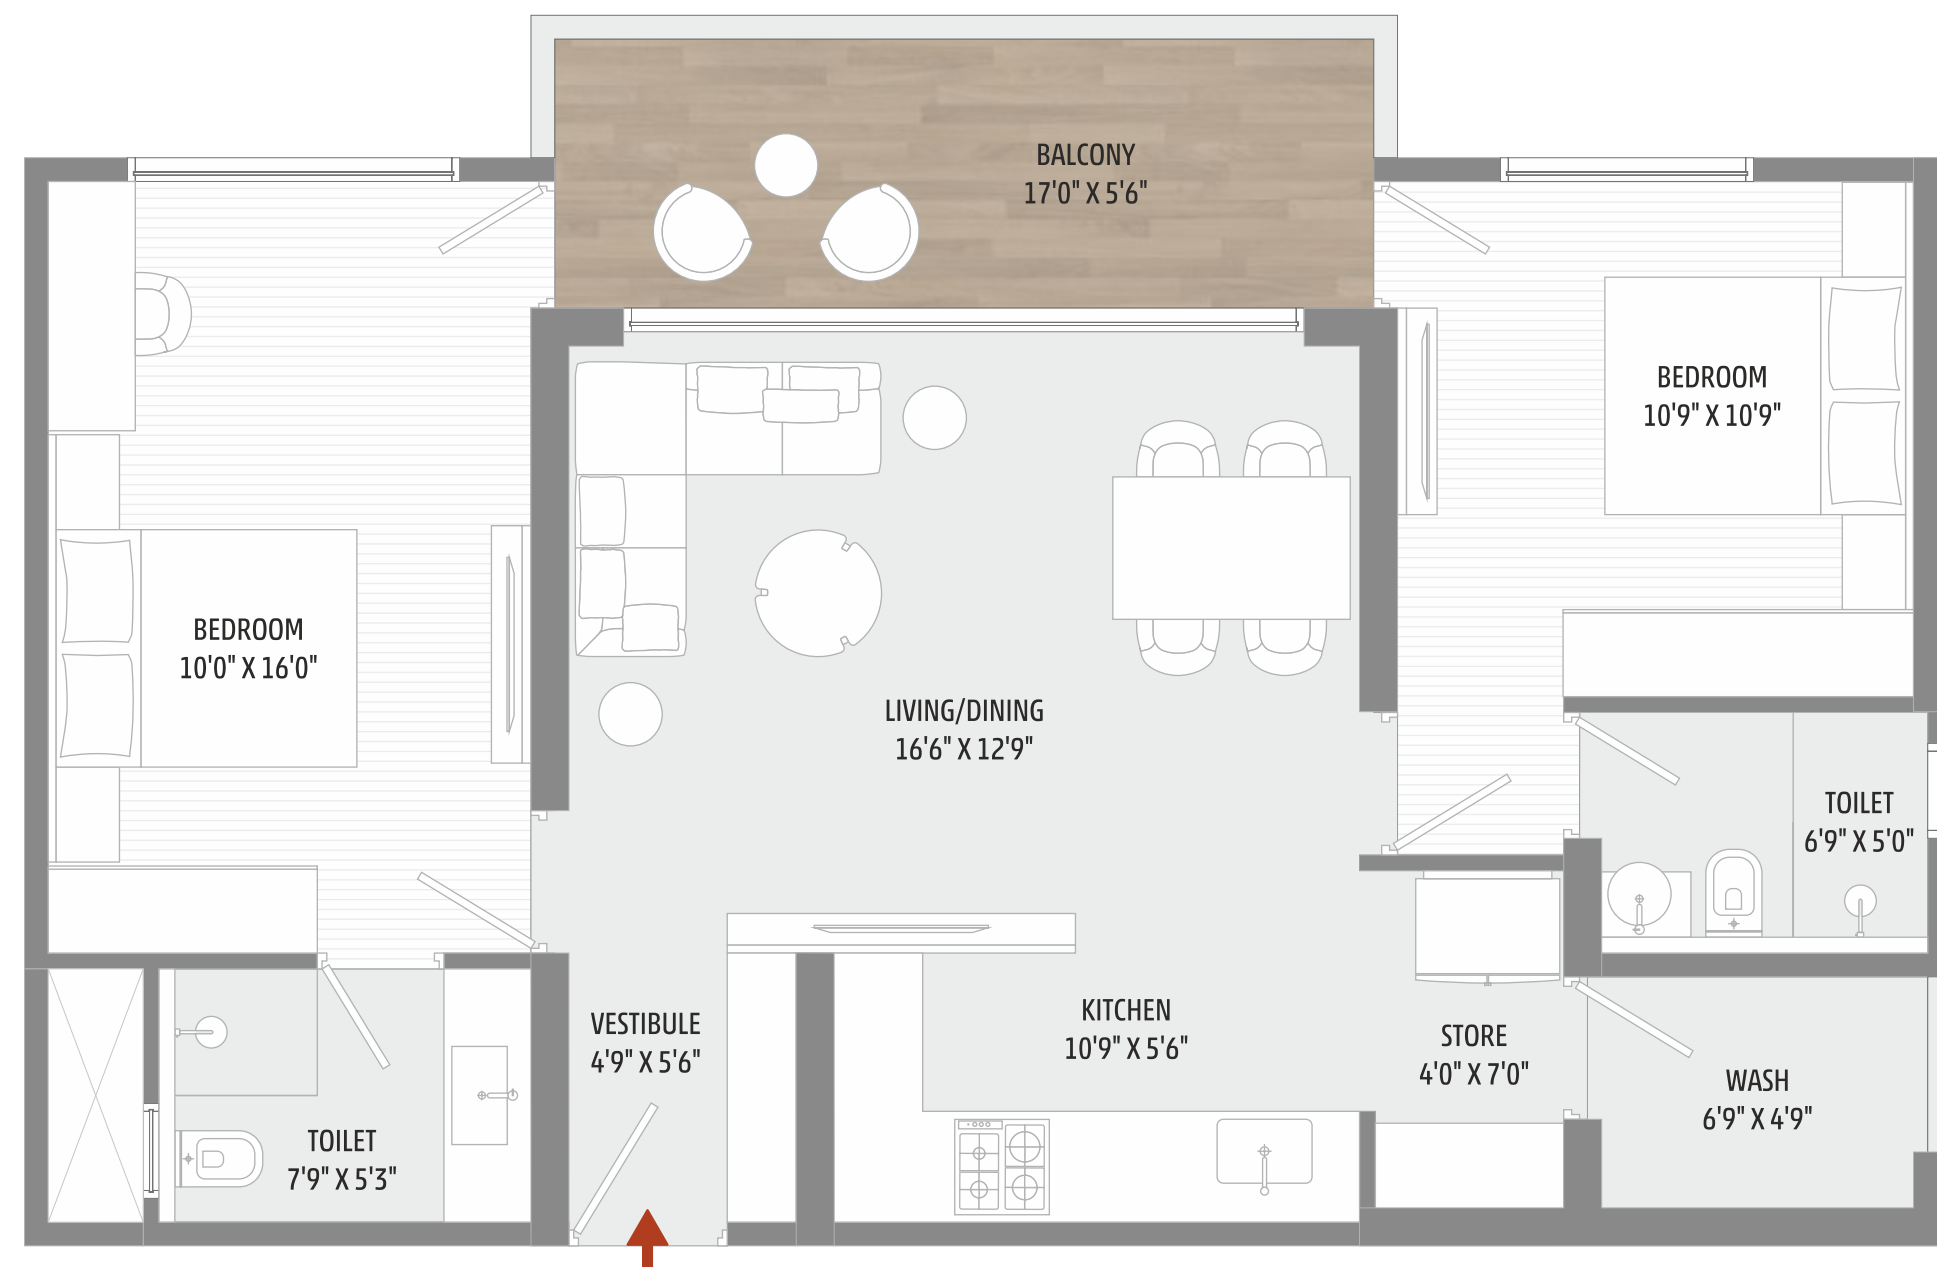 BALCONY
17'0" X 5'6"
BEDROOM
10'9" X 10'9"
BEDROOM
10'0" X 16'0"
LIVING/DINING
16'6" X 12'9"
TOILET
6'9" X 5'0"
VESTIBULE
4'9" X 5'6"
KITCHEN
10'9" X 5'6"
STORE
4'0" X 7'0"
WASH
6'9" X 4'9"
TOILET
7'9" X 5'3"